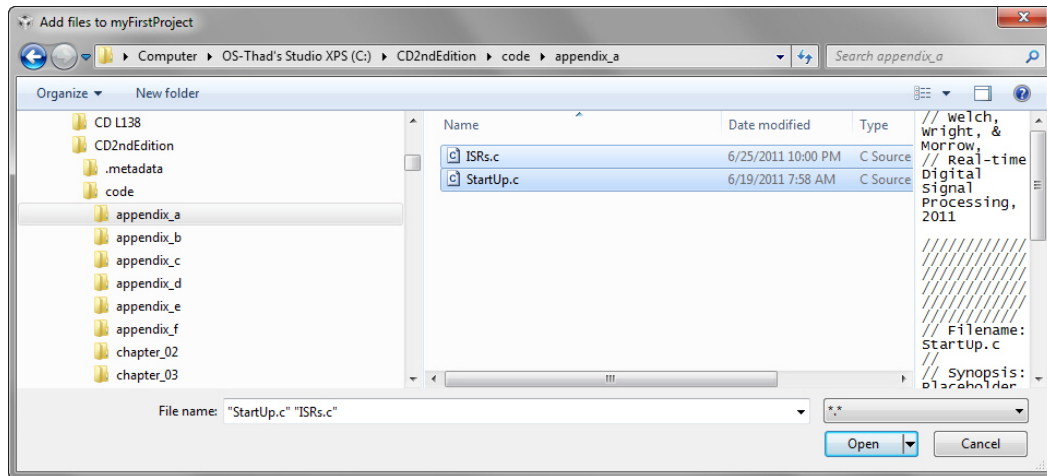 Add files to myFirstProject
Computer OS-Thad's Studio XPS (C:) CD2ndEdition code appendix_a
Search appendix_a
Organize New folder
CD L138
CD2ndEdition
.metadata
code
appendix_a
appendix_b
appendix_c
appendix_d
appendix_e
appendix_f
chapter_02
chapter_03
Name Date modified Type
ISRs.c 6/25/2011 10:00 PM C Source
StartUp.c 6/19/2011 7:58 AM C Source
// Welch,
Wright, &
Morrow,
// Real-time
Digital
Signal
Processing,
2011
////////////
////////////
////////////
////////////
////////////
///////////
// Filename:
StartUp.c
//
// Synopsis:
Placeholder
File name: "StartUp.c" "ISRs.c"
*.*
Open Cancel